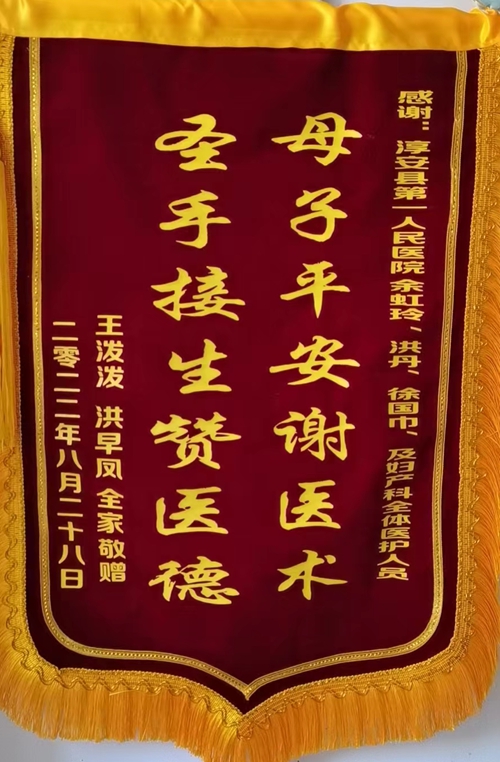 感谢：淳安县第一人民医院 余虹玲、洪丹、徐国巾、及妇产科全体医护人员
母子平安谢医术
圣手接生赞医德
王泼泼 洪早凤 全家敬赠
二零二二年八月二十八日